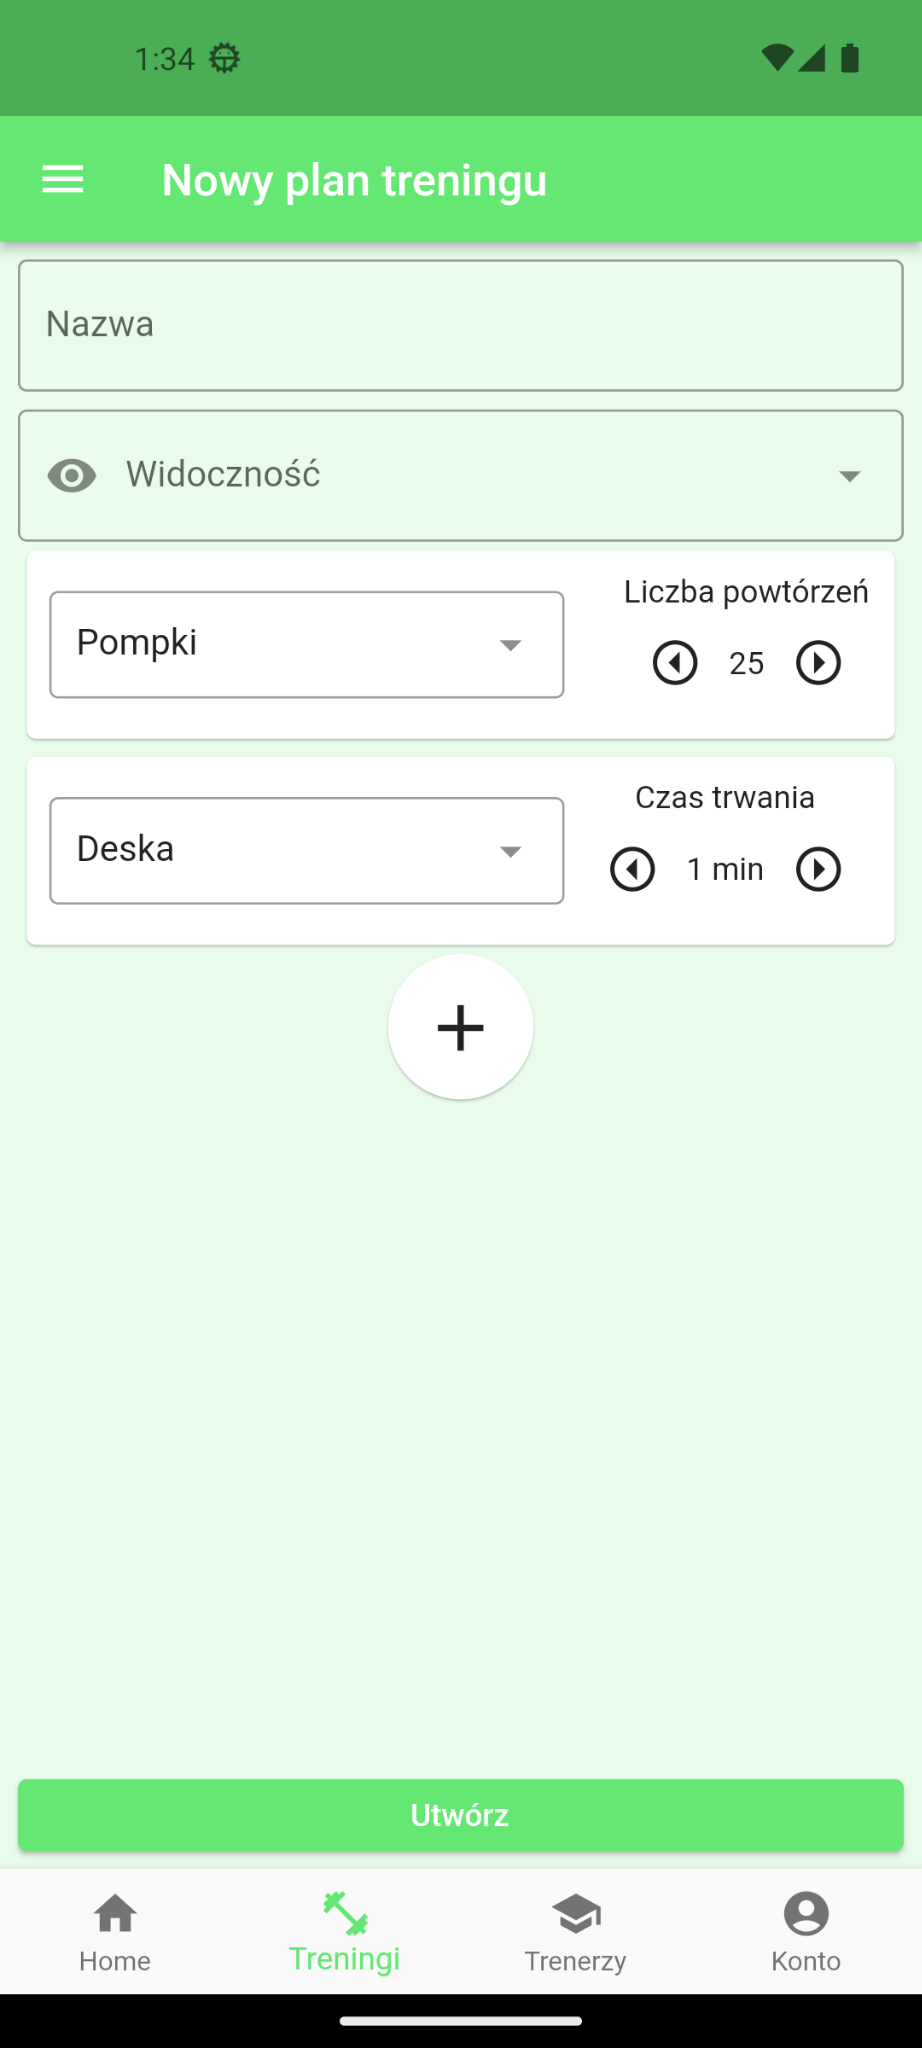 1:34
Nowy plan treningu
Nazwa
Widoczność
Liczba powtórzeń
Pompki
25
Czas trwania
Deska
1 min
Utwórz
Home
Treningi
Trenerzy
Konto